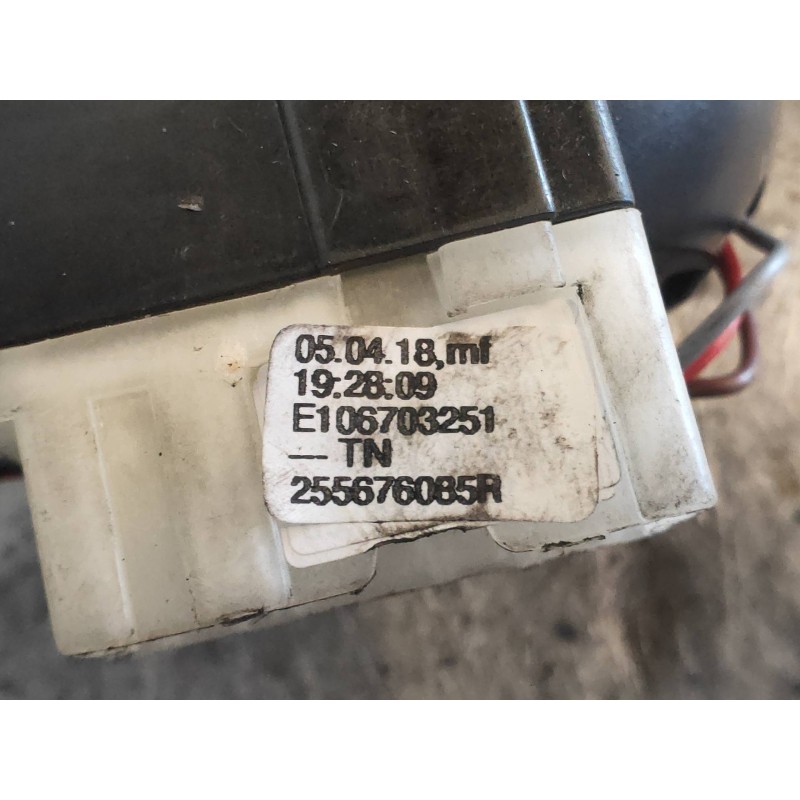 05.04.18,mf
19:28:09
E106703251
— TN
255676085R